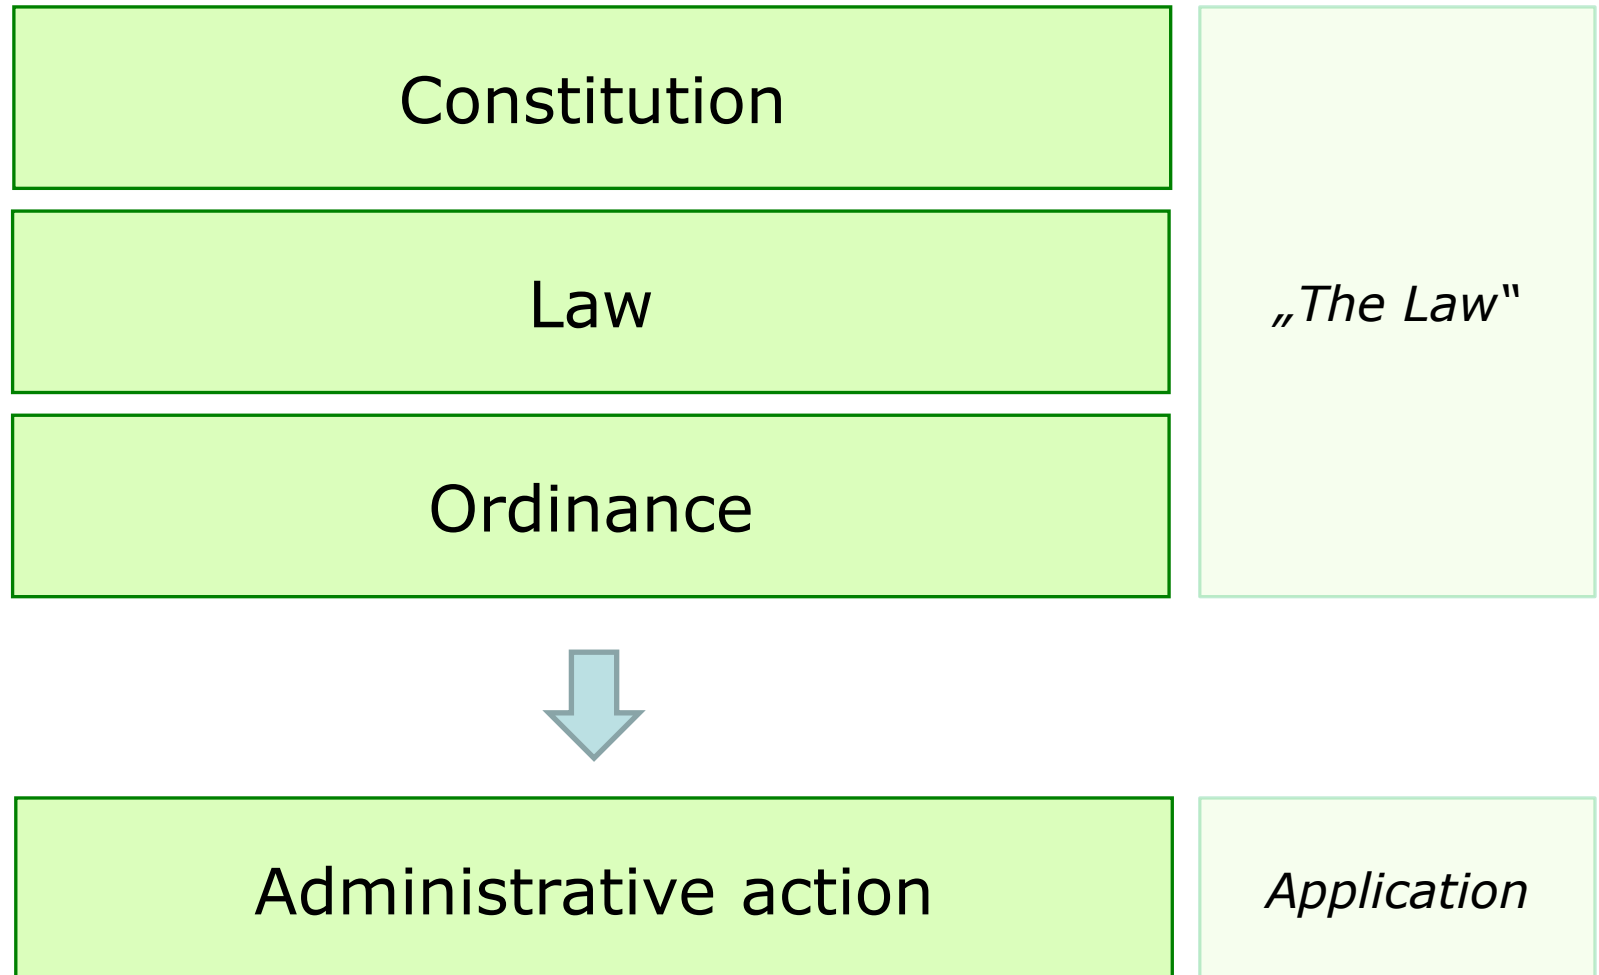 Constitution
Law
„The Law“
Ordinance
Administrative action
Application